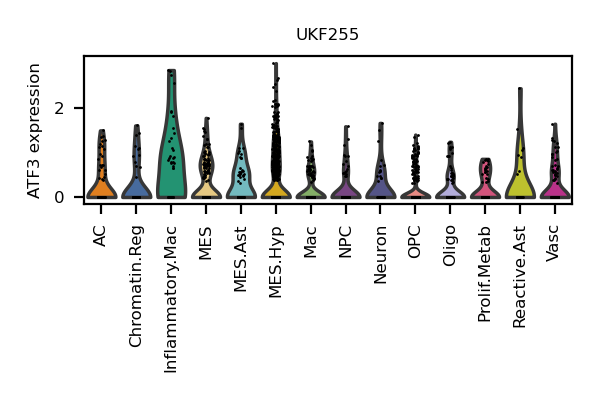 UKF255
ATF3 expression
2
0
AC
Chromatin.Reg
Inflammatory.Mac
MES
MES.Ast
MES.Hyp
Mac
NPC
Neuron
OPC
Oligo
Prolif.Metab
Reactive.Ast
Vasc